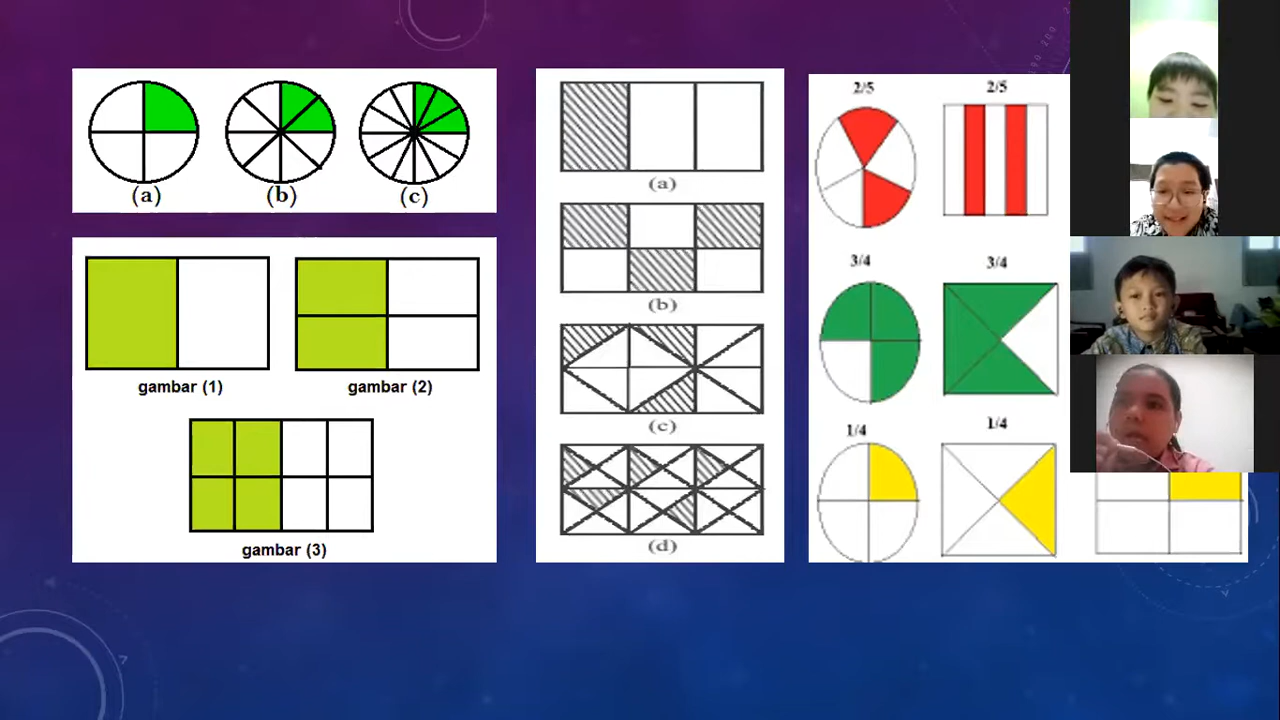 (a) (b) (c)
gambar (1) gambar (2)
gambar (3)
(a)
(b)
(c)
(d)
2/5 2/5
3/4 3/4
1/4 1/4